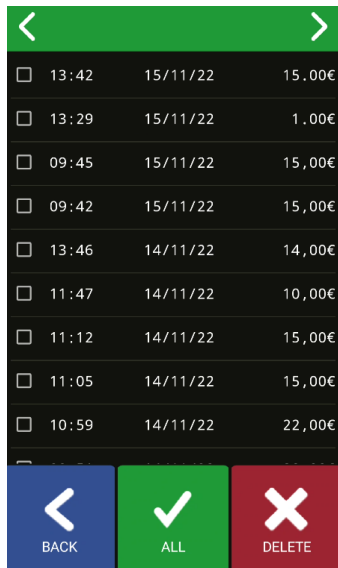 13:42 15/11/22 15.00€
13:29 15/11/22 1.00€
09:45 15/11/22 15,00€
09:42 15/11/22 15,00€
13:46 14/11/22 14,00€
11:47 14/11/22 10,00€
11:12 14/11/22 15,00€
11:05 14/11/22 15,00€
10:59 14/11/22 22,00€
BACK ALL DELETE